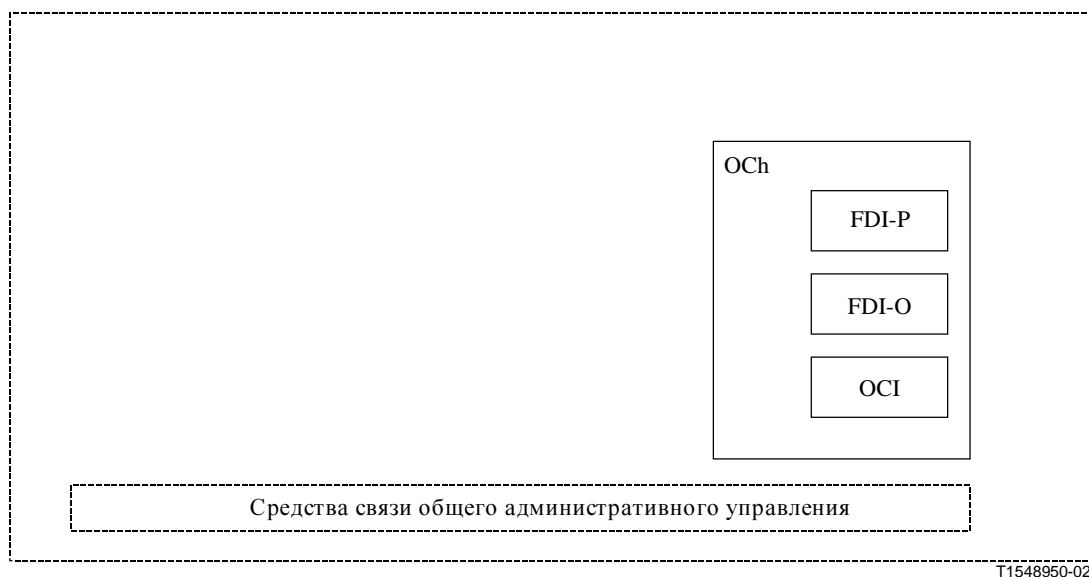 OCh
FDI-P
FDI-O
OCI
Средства связи общего административного управления
T1548950-02